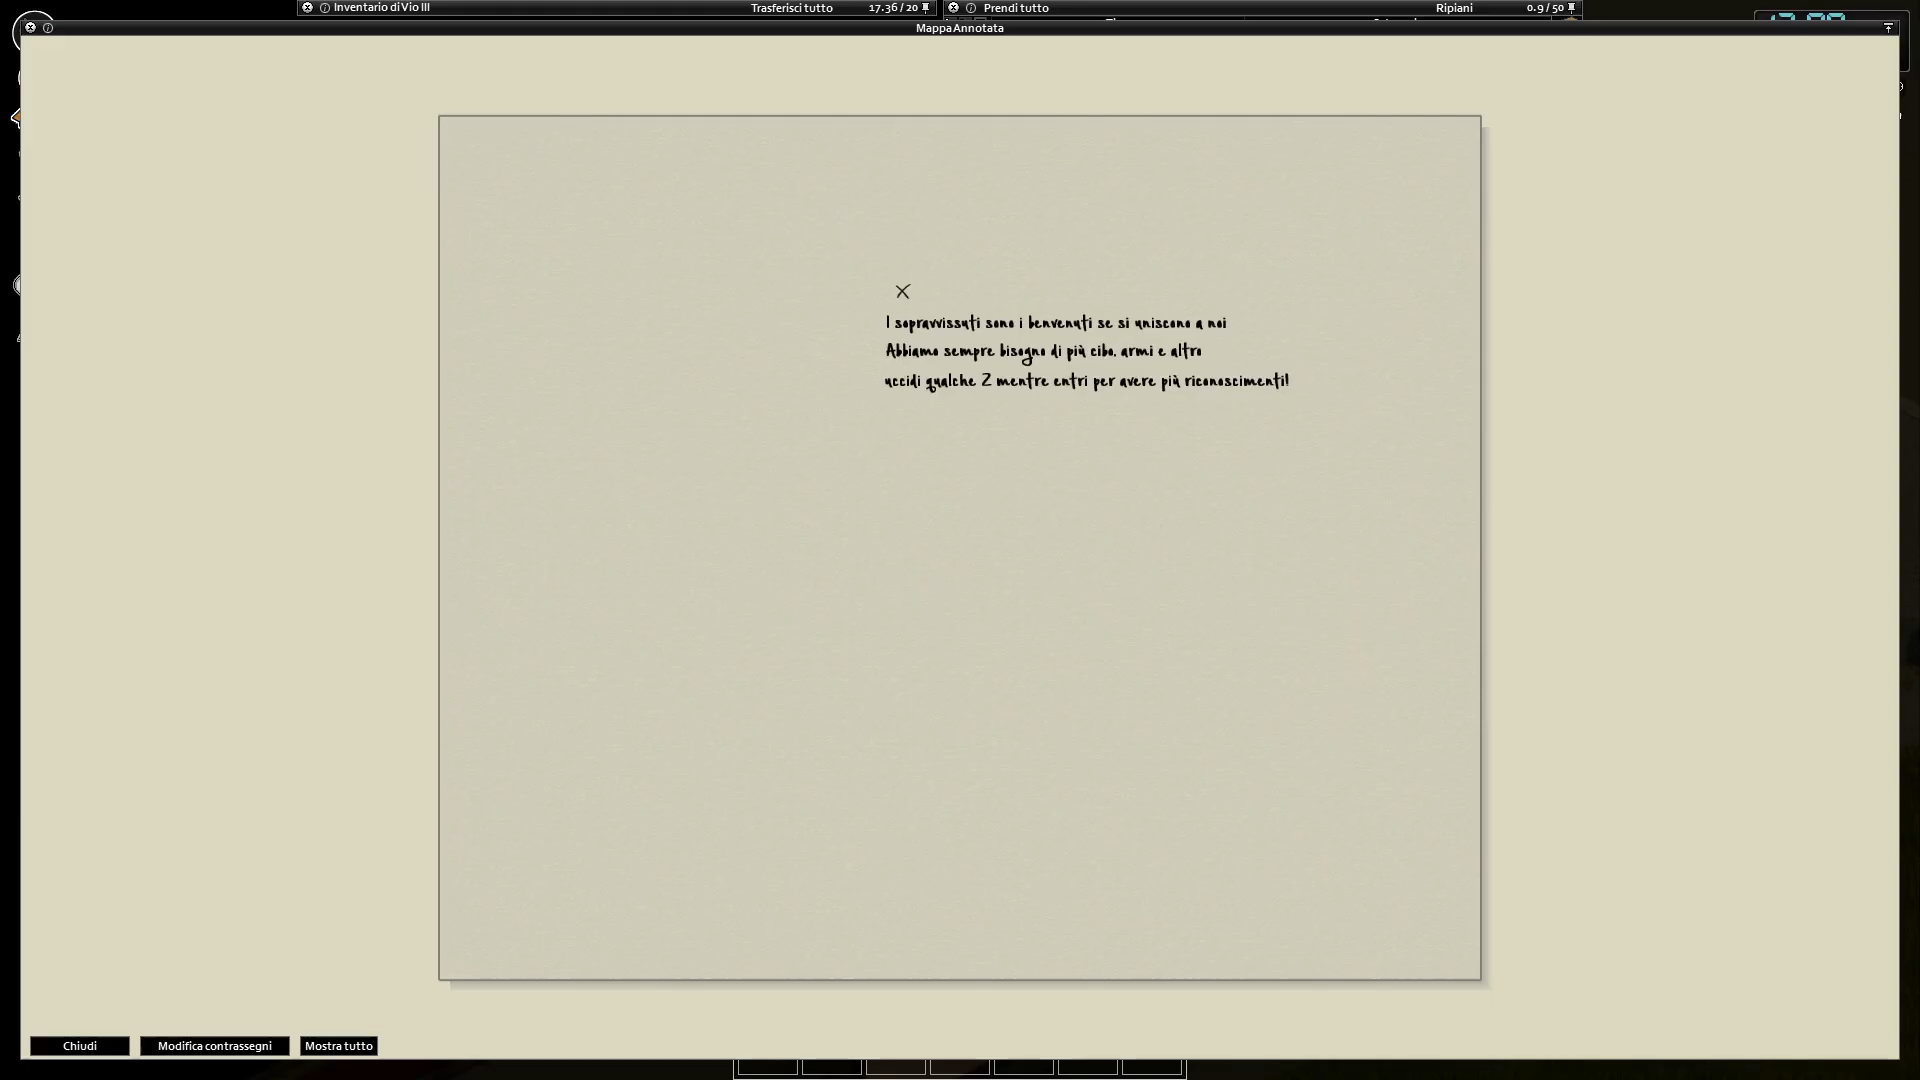 Inventario di Vio III
Trasferisci tutto
17.36 / 20
Prendi tutto
Ripiani
0.9 / 50
Mappa Annotata
I sopravvissuti sono i benvenuti se si uniscono a noi
Abbiamo sempre bisogno di più cibo, armi e altro
uccidi qualche Z mentre entri per avere più riconoscimenti!
Chiudi
Modifica contrassegni
Mostra tutto